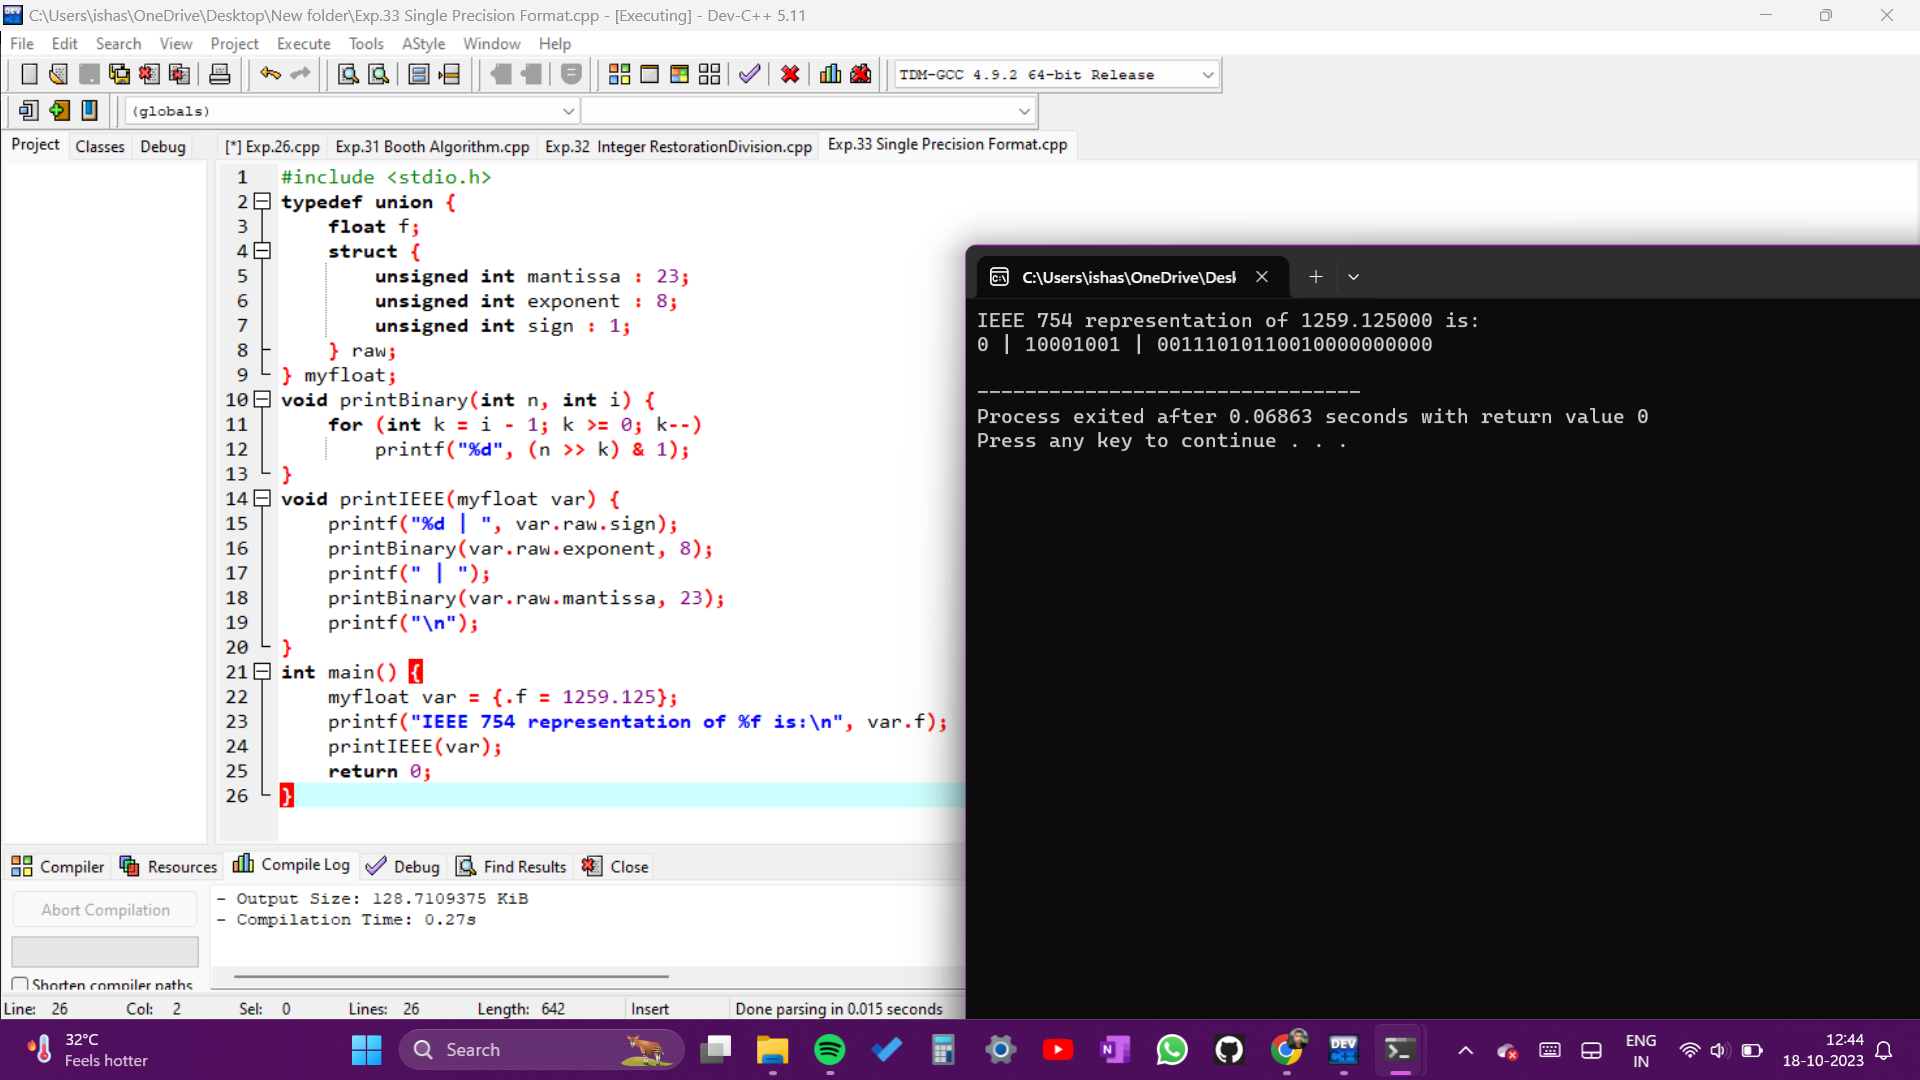 C:\Users\ishas\OneDrive\Desktop\New folder\Exp.33 Single Precision Format.cpp - [Executing] - Dev-C++ 5.11
File Edit Search View Project Execute Tools AStyle Window Help
TDM-GCC 4.9.2 64-bit Release
(globals)
Project Classes Debug
[*] Exp.26.cpp Exp.31 Booth Algorithm.cpp Exp.32 Integer RestorationDivision.cpp Exp.33 Single Precision Format.cpp
1 #include <stdio.h>
2 typedef union {
3 float f;
4 struct {
5 unsigned int mantissa : 23;
6 unsigned int exponent : 8;
7 unsigned int sign : 1;
8 } raw;
9 } myfloat;
10 void printBinary(int n, int i) {
11 for (int k = i - 1; k >= 0; k--)
12 printf("%d", (n >> k) & 1);
13 }
14 void printIEEE(myfloat var) {
15 printf("%d | ", var.raw.sign);
16 printBinary(var.raw.exponent, 8);
17 printf(" | ");
18 printBinary(var.raw.mantissa, 23);
19 printf("\n");
20 }
21 int main() {
22 myfloat var = {.f = 1259.125};
23 printf("IEEE 754 representation of %f is:\n", var.f);
24 printIEEE(var);
25 return 0;
26 }
C:\Users\ishas\OneDrive\Desl
IEEE 754 representation of 1259.125000 is:
0 | 10001001 | 00111010110010000000000
--------------------------------
Process exited after 0.06863 seconds with return value 0
Press any key to continue . . .
Compiler Resources Compile Log Debug Find Results Close
Abort Compilation
Shorten compiler paths
- Output Size: 128.7109375 KiB
- Compilation Time: 0.27s
Line: 26 Col: 2 Sel: 0 Lines: 26 Length: 642 Insert Done parsing in 0.015 seconds
32°C
Feels hotter
Search
DEV
C++
ENG
IN
12:44
18-10-2023